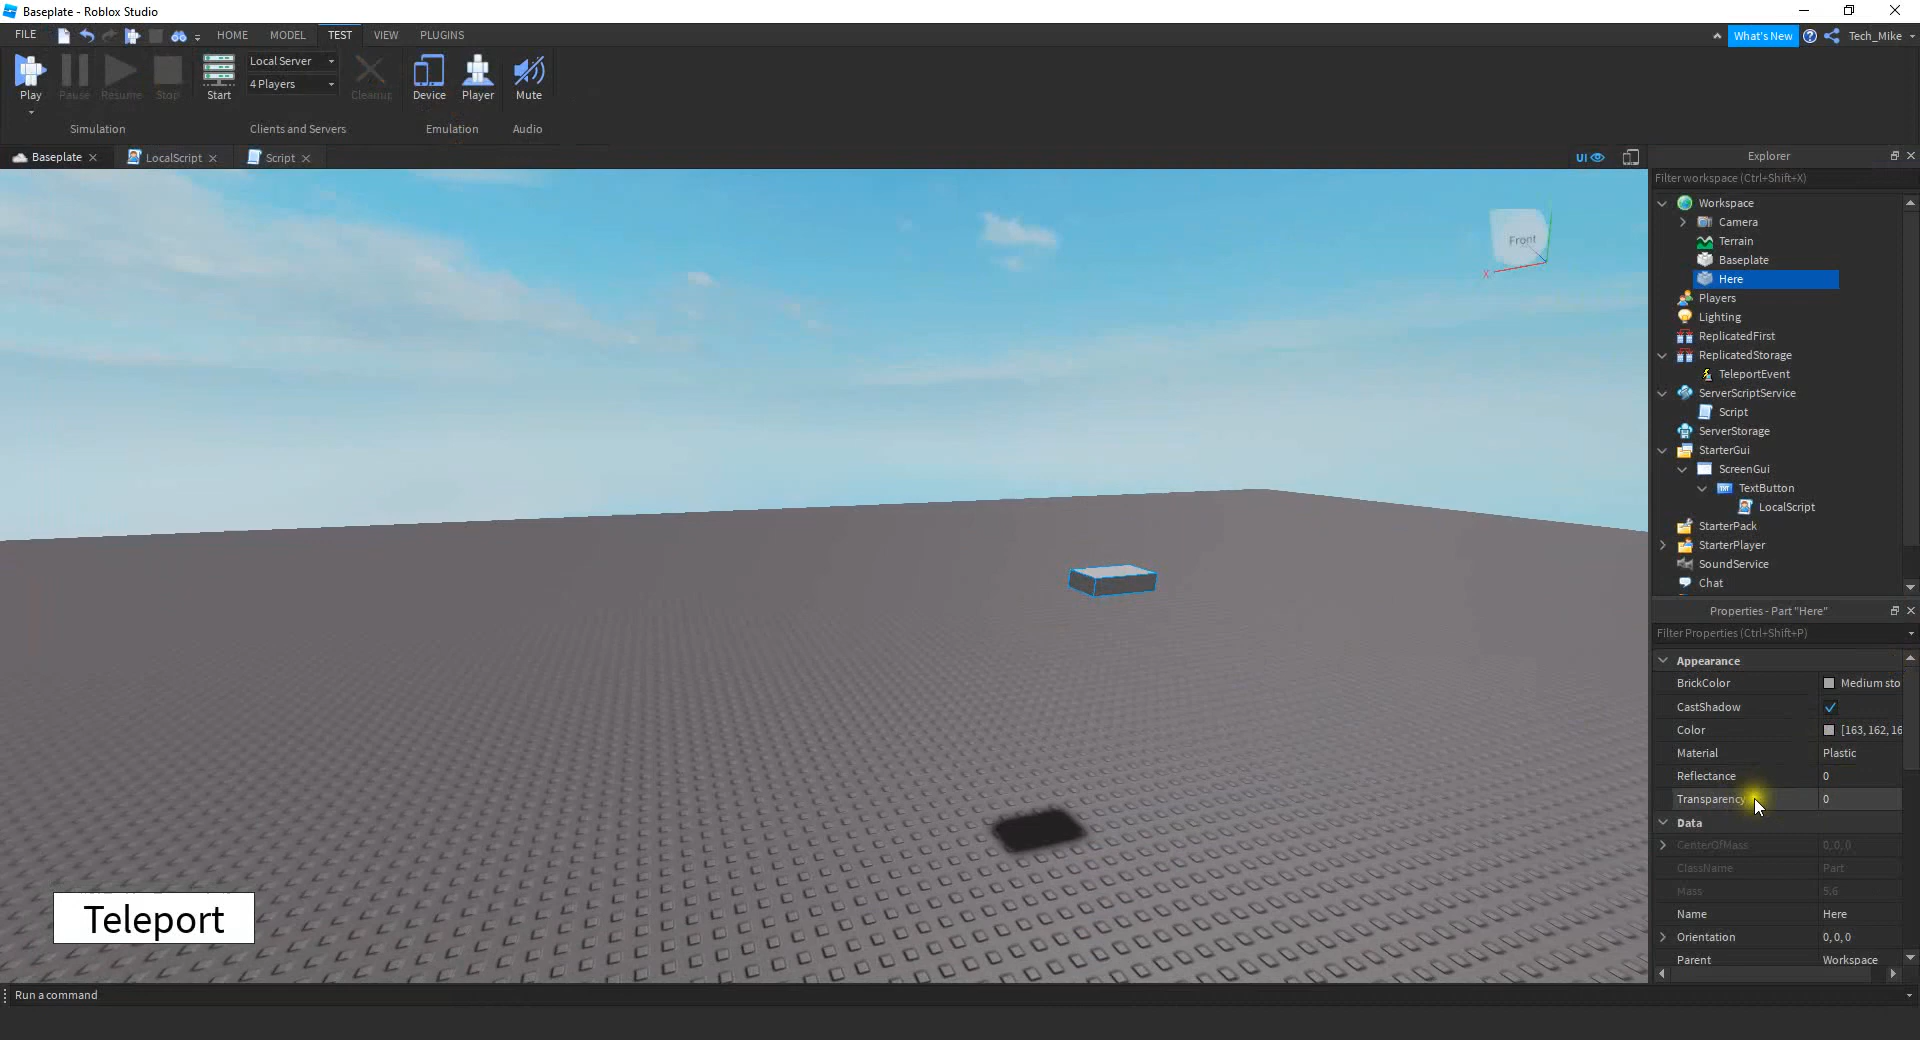 Baseplate - Roblox Studio
FILE HOME MODEL TEST VIEW PLUGINS What's New Tech_Mike
Play Pause Resume Stop Start Local Server 4 Players Cleanup Device Player Mute
Simulation Clients and Servers Emulation Audio
Baseplate LocalScript Script UI
Front
X
Teleport
Explorer
Filter workspace (Ctrl+Shift+X)
Workspace
Camera
Terrain
Baseplate
Here
Players
Lighting
ReplicatedFirst
ReplicatedStorage
TeleportEvent
ServerScriptService
Script
ServerStorage
StarterGui
ScreenGui
TXT TextButton
LocalScript
StarterPack
StarterPlayer
SoundService
Chat
Properties - Part "Here"
Filter Properties (Ctrl+Shift+P)
Appearance
BrickColor Medium sto
CastShadow
Color [163, 162, 16
Material Plastic
Reflectance 0
Transparency 0
Data
CenterOfMass 0, 0, 0
ClassName Part
Mass 5.6
Name Here
Orientation 0, 0, 0
Parent Workspace
Run a command